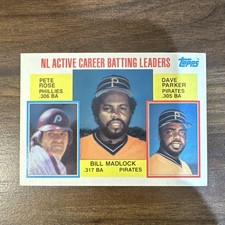 NL ACTIVE CAREER BATTING LEADERS
Topps
PETE
ROSE
PHILLIES
.306 BA
DAVE
PARKER
PIRATES
.305 BA
BILL MADLOCK
.317 BA PIRATES